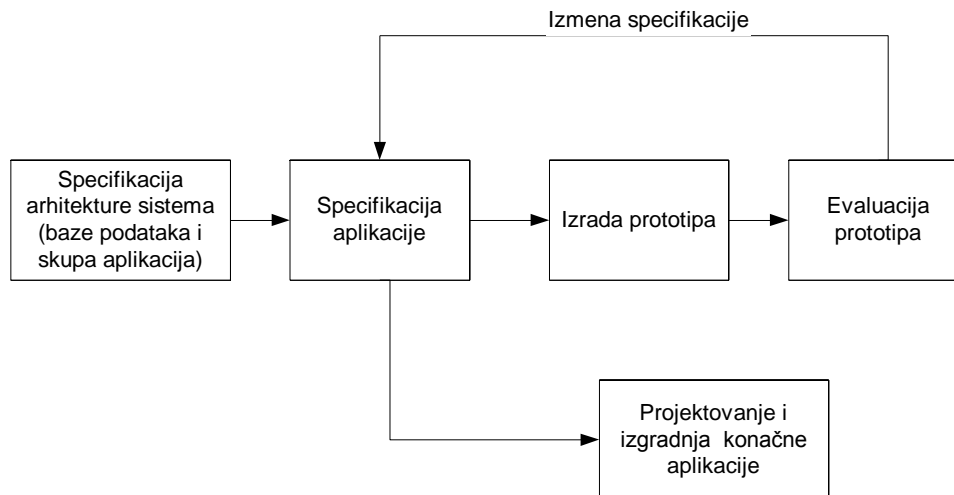 Izmena specifikacije
Specifikacija
arhitekture sistema
(baze podataka i
skupa aplikacija)
Specifikacija
aplikacije
Izrada prototipa
Evaluacija
prototipa
Projektovanje i
izgradnja konačne
aplikacije